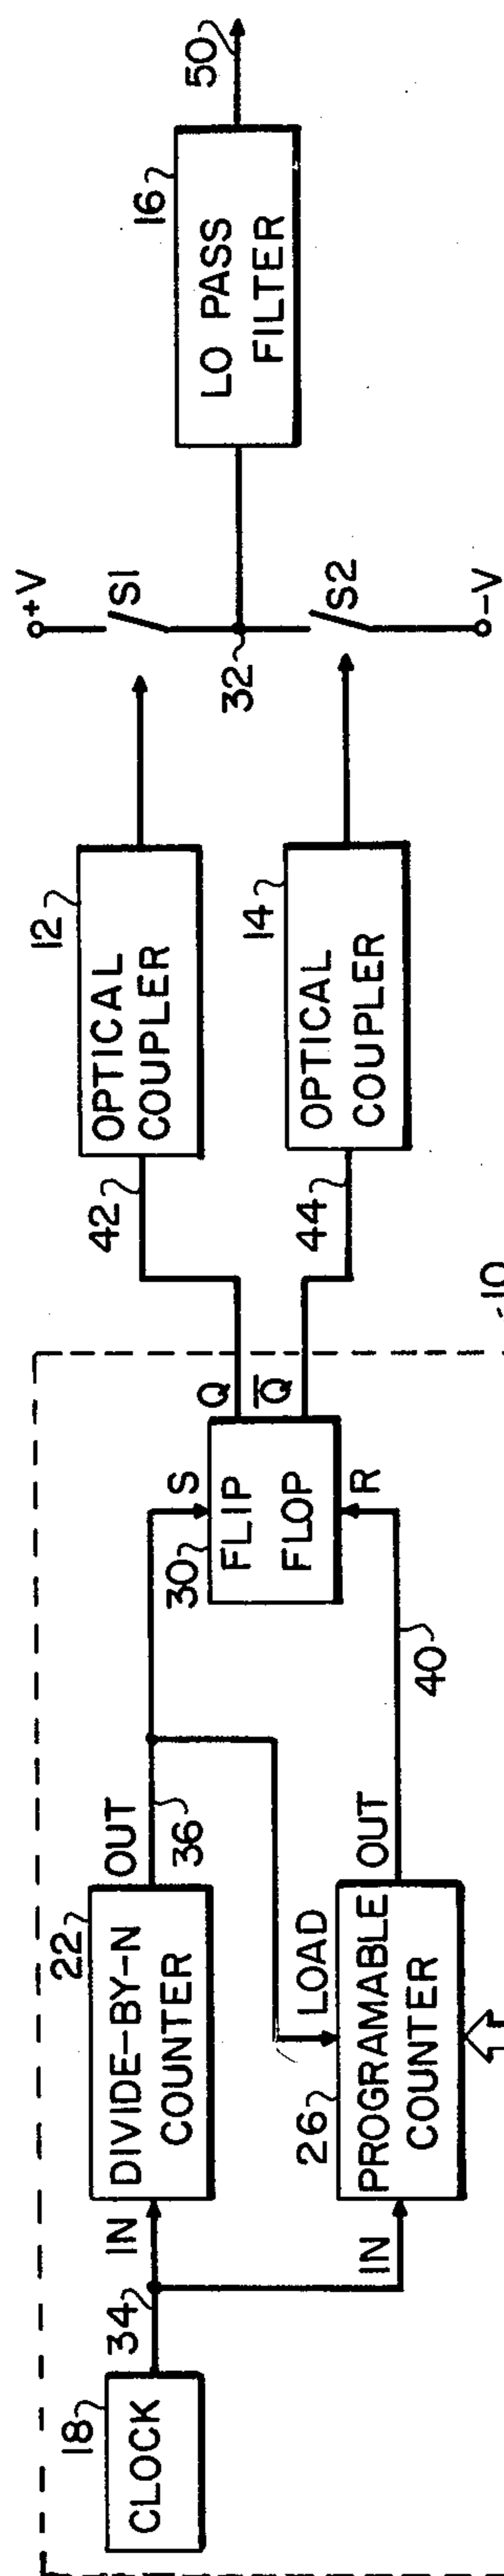 18
CLOCK
34
IN
22
DIVIDE-BY-N
COUNTER
OUT
36
IN
26
LOAD
PROGRAMABLE
COUNTER
OUT
40
30
S
FLIP
FLOP
R
Q
Q̅
10
42
44
12
OPTICAL
COUPLER
14
OPTICAL
COUPLER
+V
S1
32
S2
-V
16
LO PASS
FILTER
50